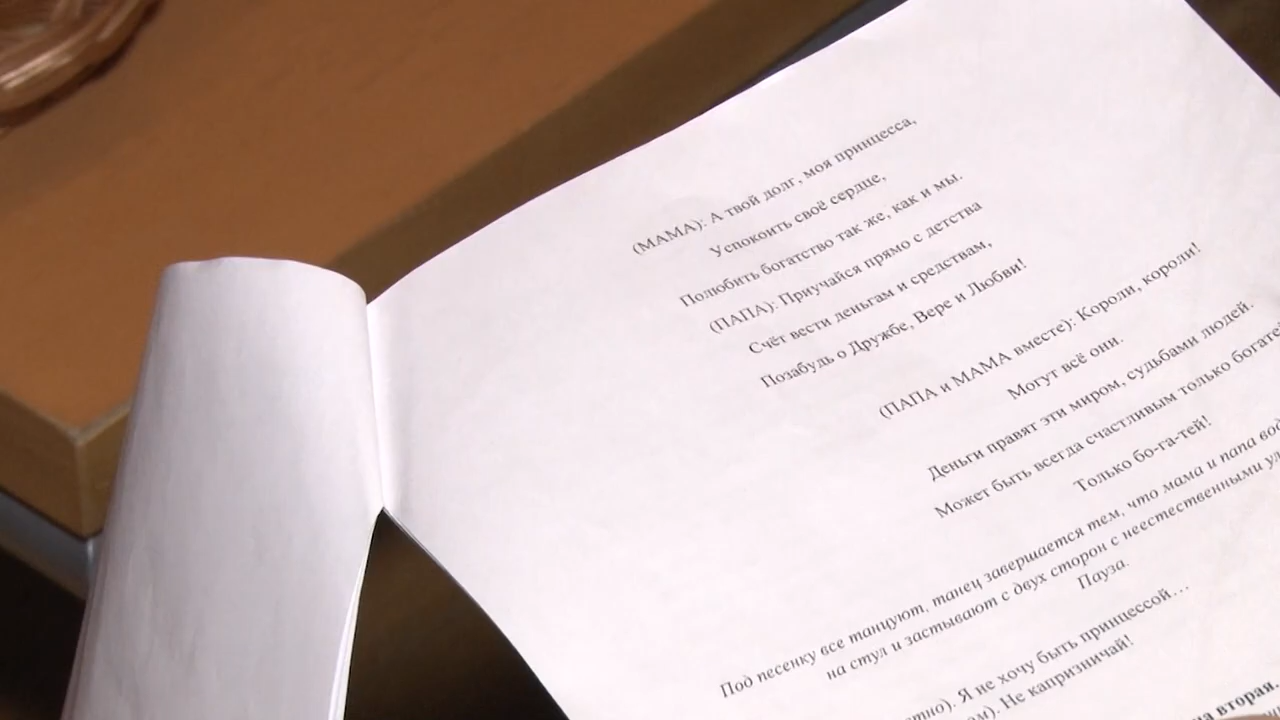 (МАМА): А твой долг, моя принцесса,
Успокоить своё сердце,
Полюбить богатство так же, как и мы.
(ПАПА): Приучайся прямо с детства
Счёт вести деньгам и средствам,
Позабудь о Дружбе, Вере и Любви!
(ПАПА и МАМА вместе): Короли, короли!
Могут всё они.
Деньги правят эти миром, судьбами людей.
Может быть всегда счастливым только
Только бо-га-тей!
Под песенку все танцуют, танец завершается тем, что мама и папа
на стул и застывают с двух сторон с неестественными
Пауза.
Я не хочу быть принцессой…
Не капризничай!
вторая.